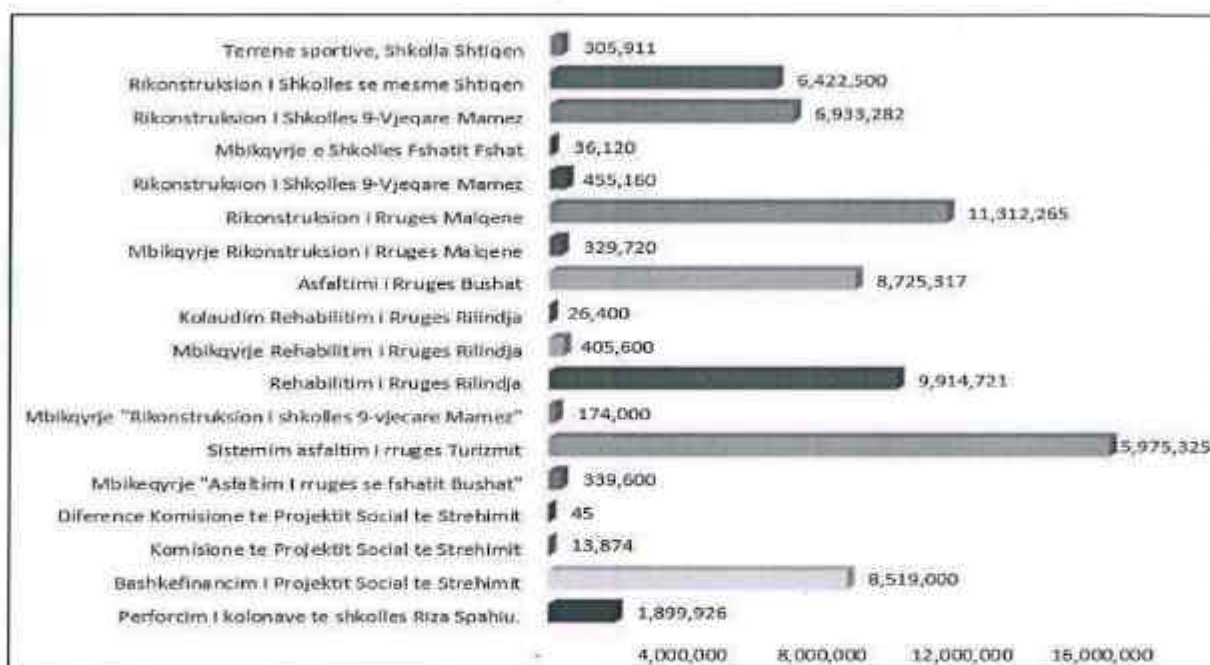 Terrene sportive, Shkolla Shtiqen 305,911
Rikonstruksion I Shkolles se mesme Shtiqen 6,422,500
Rikonstruksion I Shkolles 9-Vjeqare Mamez 6,933,282
Mbikqyrje e Shkolles Fshatit Fshat 36,120
Rikonstruksion I Shkolles 9-Vjeqare Mamez 455,160
Rikonstruksion i Rruges Malqene 11,312,265
Mbikqyrje Rikonstruksion i Rruges Malqene 329,720
Asfaltimi i Rruges Bushat 8,725,317
Kolaudim Rehabilitim i Rruges Rilindja 26,400
Mbikqyrje Rehabilitim i Rruges Rilindja 405,600
Rehabilitim i Rruges Rilindja 9,914,721
Mbikqyrje "Rikonstruksion i shkolles 9-vjecare Mamez" 174,000
Sistemim asfaltim i rruges Turizmit 5,975,325
Mbikeqyrje "Asfaltim I rruges se fshatit Bushat" 339,600
Diference Komisione te Projektit Social te Strehimit 45
Komisione te Projektit Social te Strehimit 13,874
Bashkefinancim I Projektit Social te Strehimit 8,519,000
Perforcim I kolonave te shkolles Riza Spahiu. 1,899,926
- 4,000,000 8,000,000 12,000,000 16,000,000